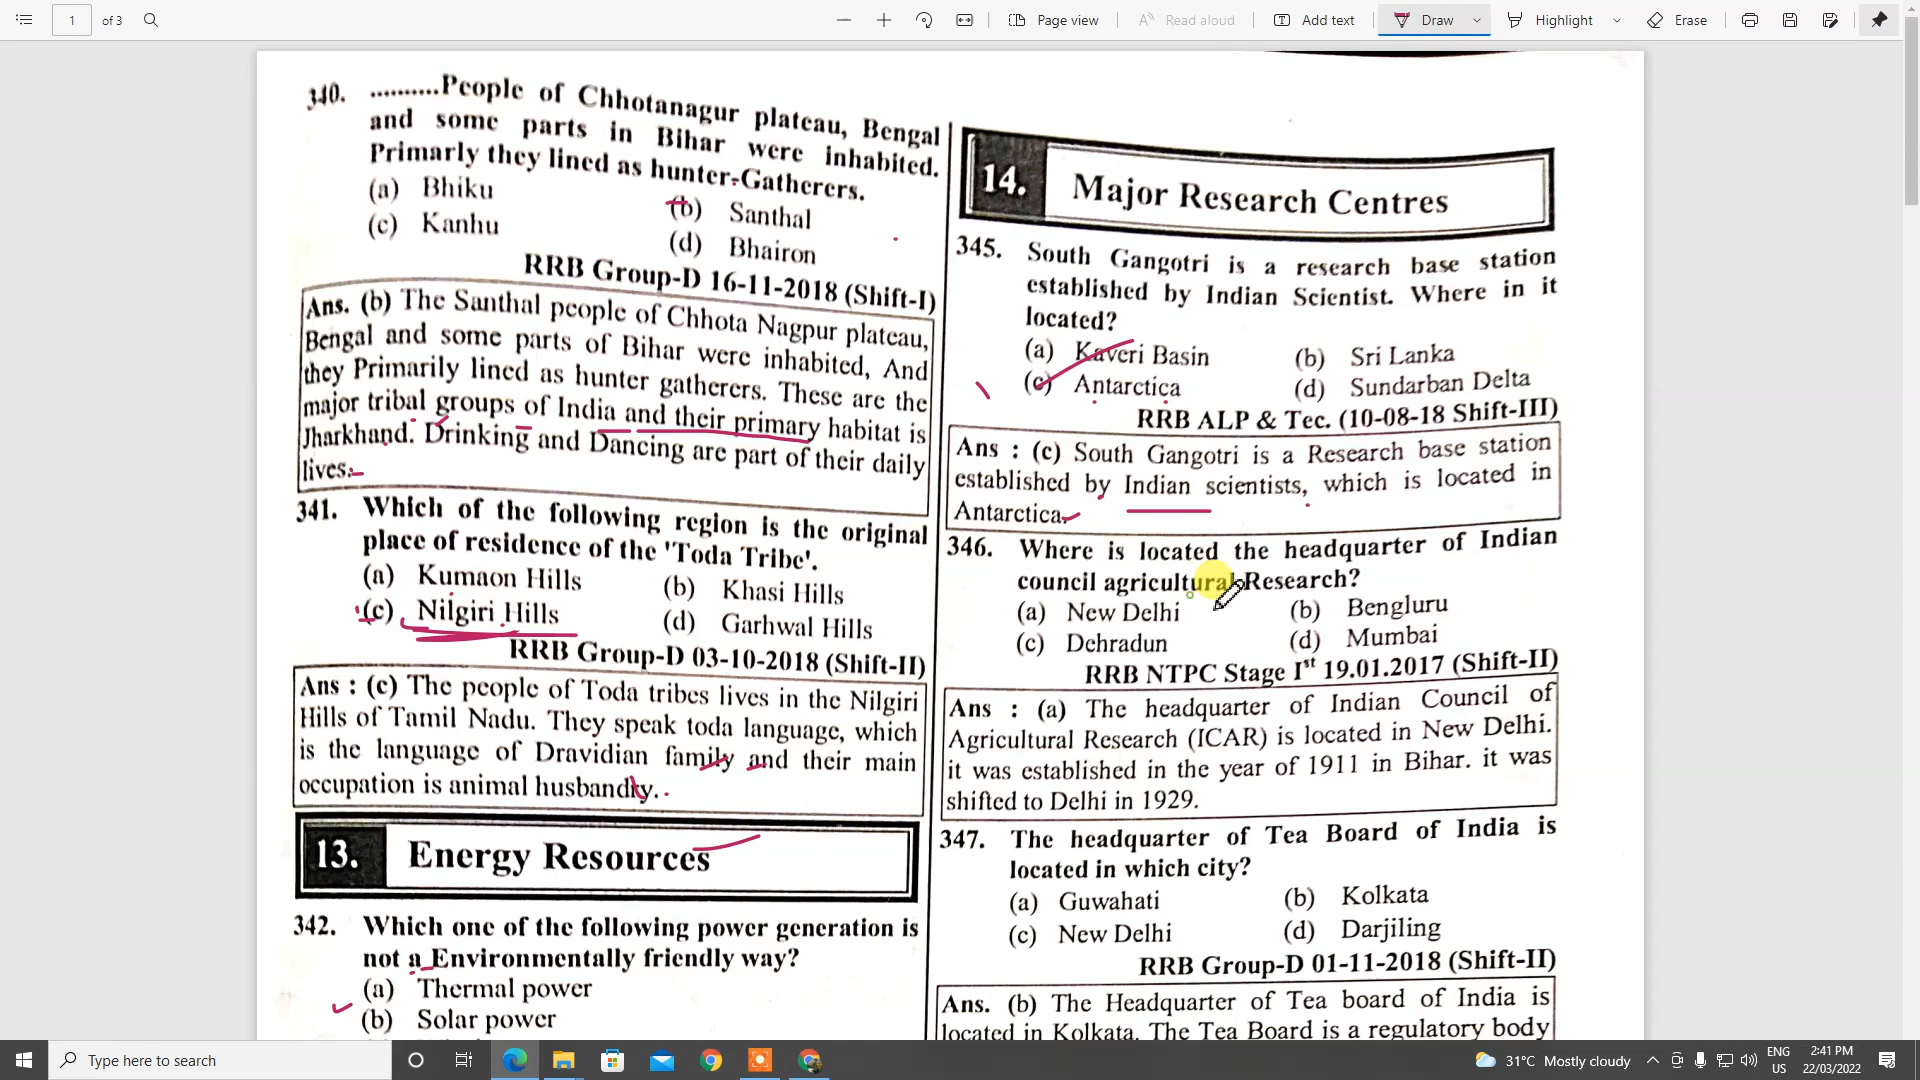 1
of 3
Page view
Read aloud
Add text
Draw
Highlight
Erase
340. ..........People of Chhotanagur plateau, Bengal
and some parts in Bihar were inhabited.
Primarly they lined as hunter-Gatherers.
(a) Bhiku
(b) Santhal
(c) Kanhu
(d) Bhairon
RRB Group-D 16-11-2018 (Shift-I)
Ans. (b) The Santhal people of Chhota Nagpur plateau,
Bengal and some parts of Bihar were inhabited, And
they Primarily lined as hunter gatherers. These are the
major tribal groups of India and their primary habitat is
Jharkhand. Drinking and Dancing are part of their daily
lives.
341. Which of the following region is the original
place of residence of the 'Toda Tribe'.
(a) Kumaon Hills (b) Khasi Hills
(c) Nilgiri Hills (d) Garhwal Hills
RRB Group-D 03-10-2018 (Shift-II)
Ans : (c) The people of Toda tribes lives in the Nilgiri
Hills of Tamil Nadu. They speak toda language, which
is the language of Dravidian family and their main
occupation is animal husbandry.
13. Energy Resources
342. Which one of the following power generation is
not a Environmentally friendly way?
(a) Thermal power
(b) Solar power
14. Major Research Centres
345. South Gangotri is a research base station
established by Indian Scientist. Where in it
located?
(a) Kaveri Basin (b) Sri Lanka
(c) Antarctica (d) Sundarban Delta
RRB ALP & Tec. (10-08-18 Shift-III)
Ans : (c) South Gangotri is a Research base station
established by Indian scientists, which is located in
Antarctica.
346. Where is located the headquarter of Indian
council agricultural Research?
(a) New Delhi (b) Bengluru
(c) Dehradun (d) Mumbai
RRB NTPC Stage Ist 19.01.2017 (Shift-II)
Ans : (a) The headquarter of Indian Council of
Agricultural Research (ICAR) is located in New Delhi.
it was established in the year of 1911 in Bihar. it was
shifted to Delhi in 1929.
347. The headquarter of Tea Board of India is
located in which city?
(a) Guwahati (b) Kolkata
(c) New Delhi (d) Darjiling
RRB Group-D 01-11-2018 (Shift-II)
Ans. (b) The Headquarter of Tea board of India is
located in Kolkata. The Tea Board is a regulatory body
Type here to search
31°C Mostly cloudy
ENG
US
2:41 PM
22/03/2022